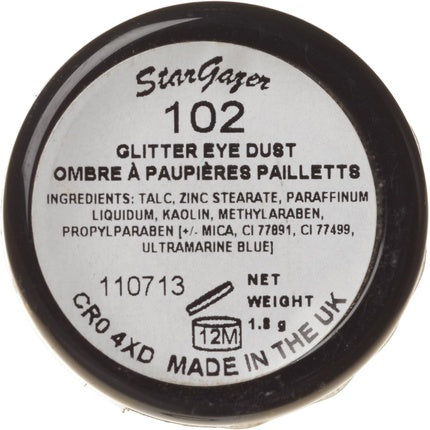 StarGazer
102
GLITTER EYE DUST
OMBRE À PAUPIÈRES PAILLETTS
INGREDIENTS: TALC, ZINC STEARATE, PARAFFINUM
LIQUIDUM, KAOLIN, METHYLARABEN,
PROPYLPARABEN [+/- MICA, CI 77891, CI 77499,
ULTRAMARINE BLUE]
110713
12M
NET
WEIGHT
1.8 g
CR0 4XD MADE IN THE UK